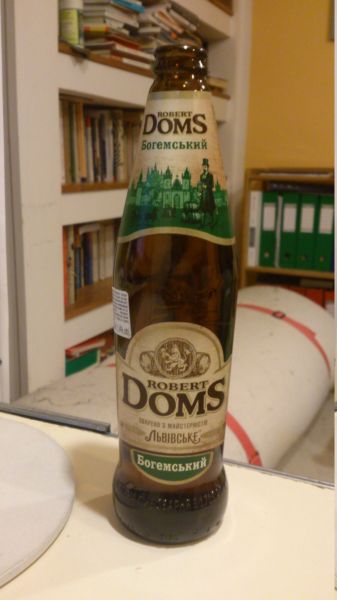 ROBERT
DOMS
Богемський
ROBERT
DOMS
ЗВАРЕНО З МАЙСТЕРНІСТЮ
ЛЬВІВСЬКЕ
Богемський